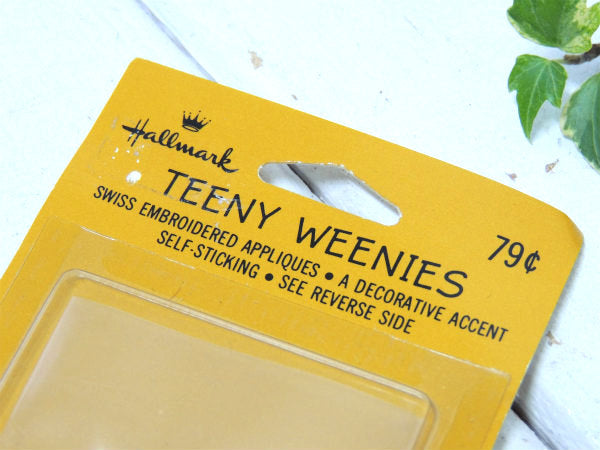 Hallmark
TEENY WEENIES
79¢
SWISS EMBROIDERED APPLIQUES • A DECORATIVE ACCENT
SELF-STICKING • SEE REVERSE SIDE